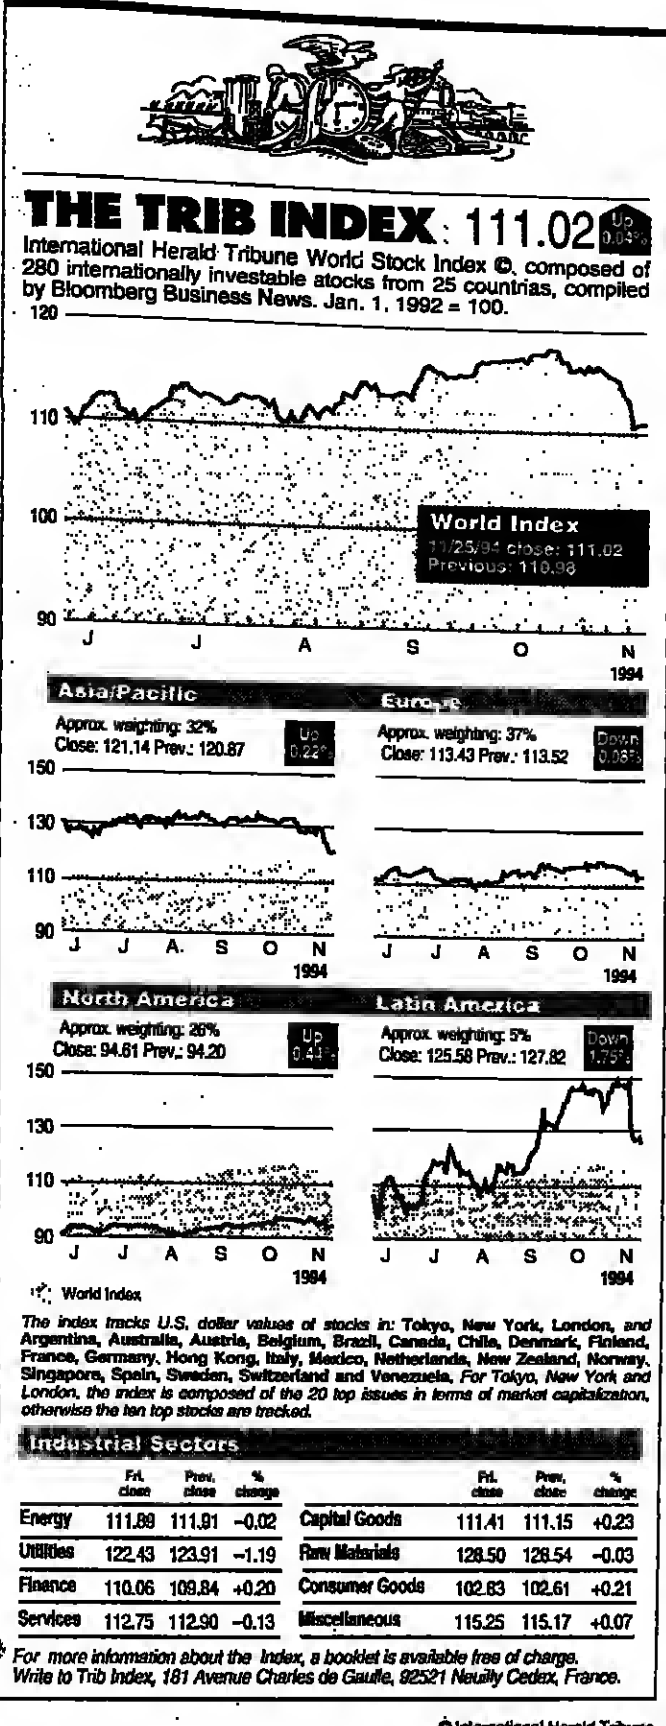 THE TRIB INDEX: 111.02
Up
0.04%
International Herald Tribune World Stock Index ©, composed of
280 internationally investable stocks from 25 countrias, compiled
by Bloomberg Business News. Jan. 1, 1992 = 100.
120
110
100
90
World Index
11/25/94 close: 111.02
Previous: 110.98
J J A S O N
1994
Asia/Pacific
Approx. weighting: 32%
Close: 121.14 Prev.: 120.87
Up
0.22%
150
130
110
90
J J A S O N
1994
Europe
Approx. weighting: 37%
Close: 113.43 Prev.: 113.52
Down
0.08%
J J A S O N
1994
North America
Approx. weighting: 26%
Close: 94.61 Prev.: 94.20
Up
0.44%
150
130
110
90
J J A S O N
1994
Latin America
Approx. weighting: 5%
Close: 125.58 Prev.: 127.82
Down
1.75%
J J A S O N
1994
World Index
The index tracks U.S. dollar values of stocks in: Tokyo, New York, London, and
Argentina, Australia, Austria, Belgium, Brazil, Canada, Chile, Denmark, Finland,
France, Germany, Hong Kong, Italy, Mexico, Netherlands, New Zealand, Norway,
Singapore, Spain, Sweden, Switzerland and Venezuela. For Tokyo, New York and
London, the index is composed of the 20 top issues in terms of market capitalization,
otherwise the ten top stocks are tracked.
Industrial Sectors
Fri. close Prev. close % change Fri. close Prev. close % change
Energy 111.89 111.91 –0.02 Capital Goods 111.41 111.15 +0.23
Utilities 122.43 123.91 –1.19 Raw Materials 128.50 128.54 –0.03
Finance 110.06 109.84 +0.20 Consumer Goods 102.83 102.61 +0.21
Services 112.75 112.90 –0.13 Miscellaneous 115.25 115.17 +0.07
For more information about the Index, a booklet is available free of charge.
Write to Trib Index, 181 Avenue Charles de Gaulle, 92521 Neuilly Cedex, France.
© International Herald Tribune